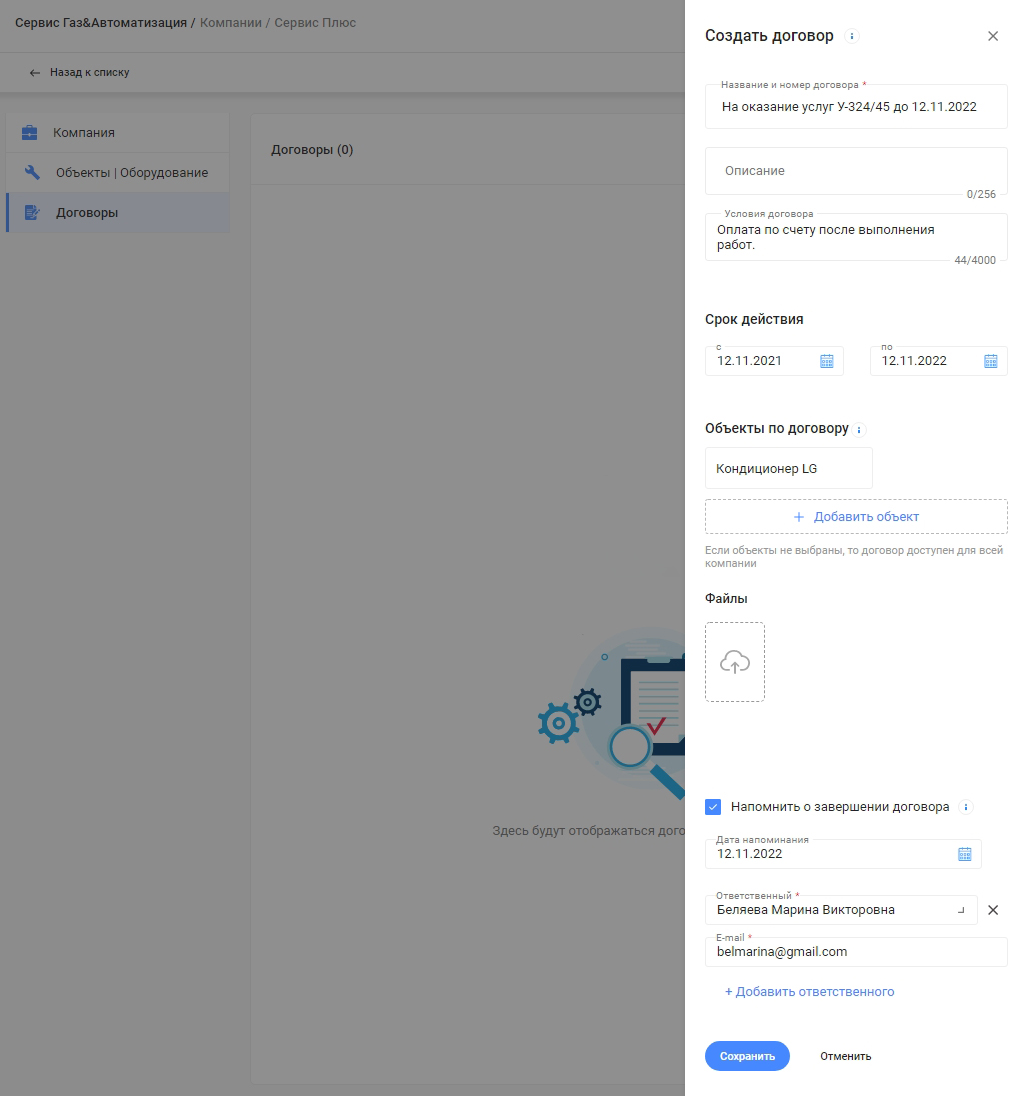 Сервис Газ&Автоматизация / Компании / Сервис Плюс
Назад к списку
Компания
Объекты | Оборудование
Договоры
Договоры (0)
Здесь будут отображаться дого
Создать договор
Название и номер договора *
На оказание услуг У-324/45 до 12.11.2022
Описание
0/256
Условия договора
Оплата по счету после выполнения
работ.
44/4000
Срок действия
с
12.11.2021
по
12.11.2022
Объекты по договору
Кондиционер LG
+ Добавить объект
Если объекты не выбраны, то договор доступен для всей
компании
Файлы
Напомнить о завершении договора
Дата напоминания
12.11.2022
Ответственный *
Беляева Марина Викторовна
E-mail *
belmarina@gmail.com
+ Добавить ответственного
Сохранить
Отменить